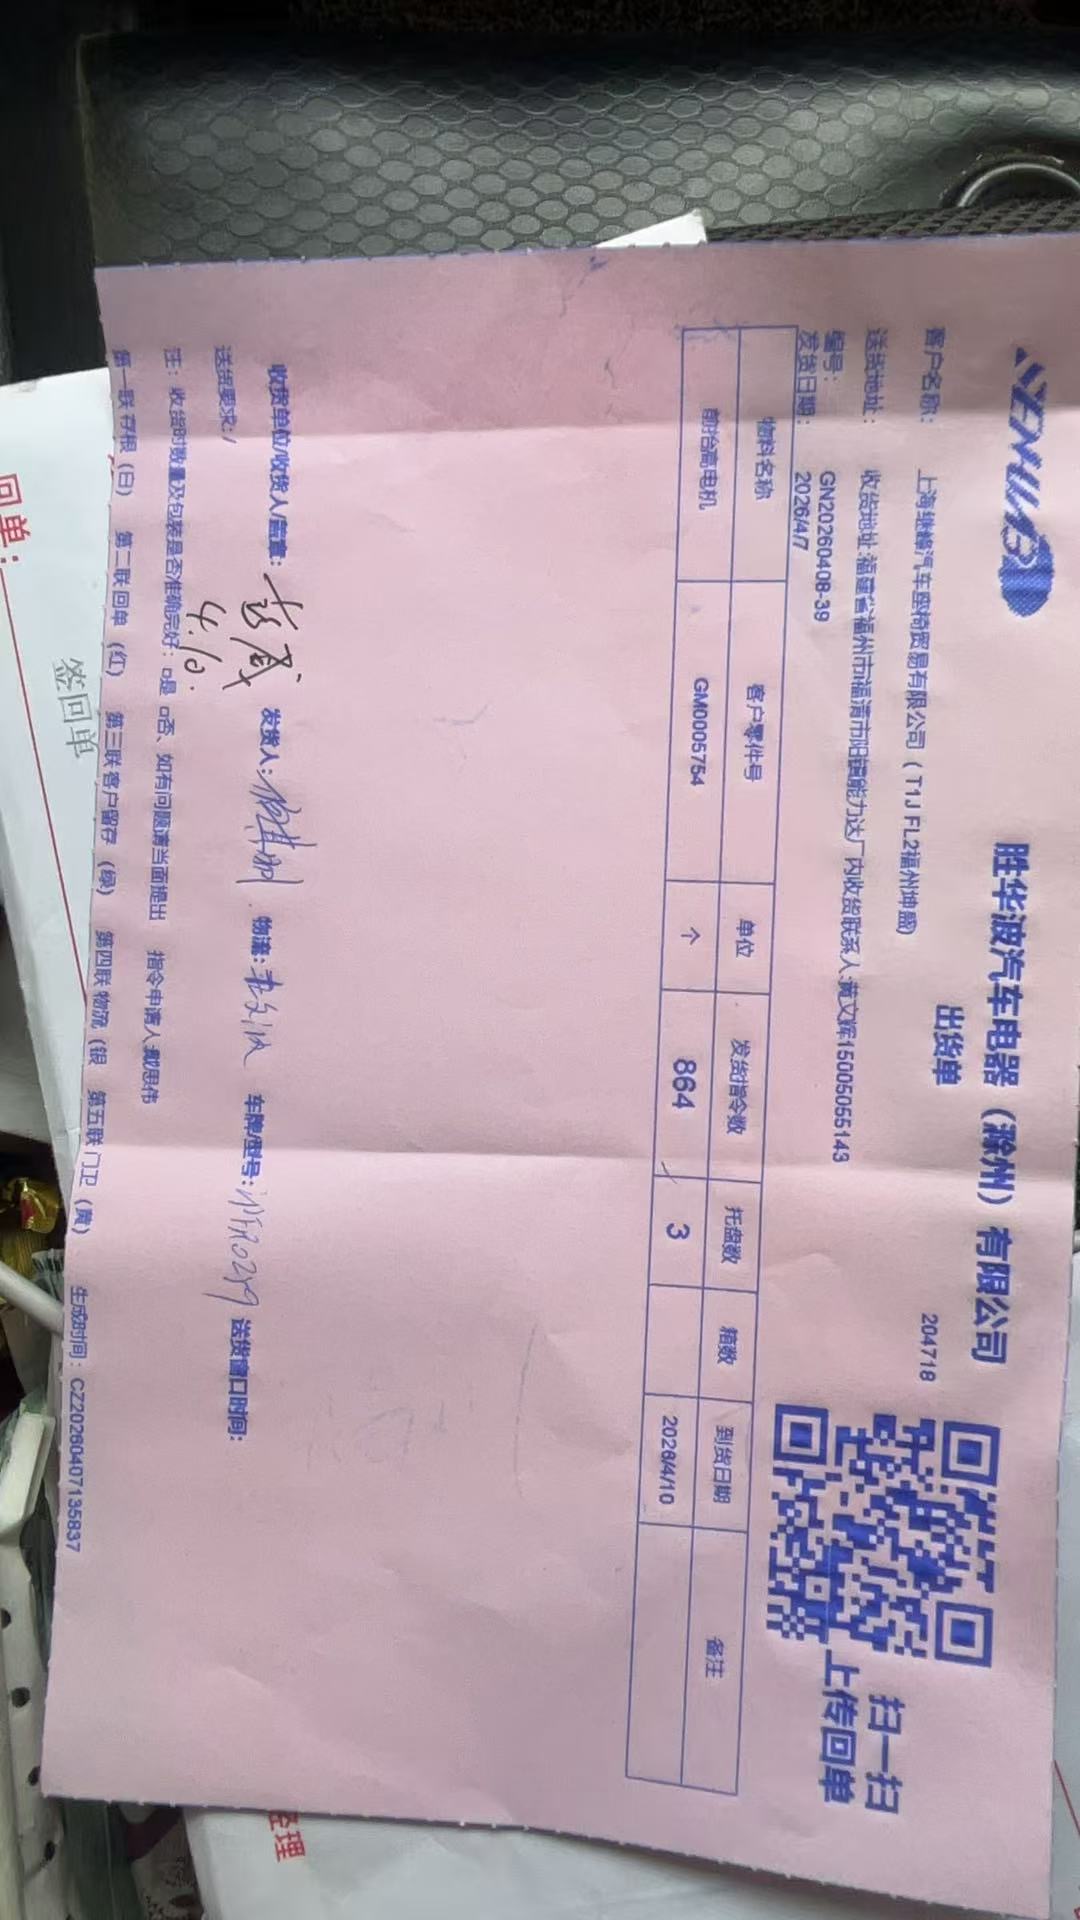 SENHWBO
胜华波汽车电器（滁州）有限公司
出货单
204718
扫一扫
上传回单
客户名称： 上海继峰汽车座椅贸易有限公司（T1J FL2福州坤盛）
送货地址： 收货地址:福建省福州市福清市阳锻能力达厂内收货联系人:黄文辉15005055143
编号： GN20260408-39
发货日期： 2026/4/7
物料名称 客户零件号 单位 发货指令数 托盘数 箱数 到货日期 备注
前抬高电机 GM0005754 个 864 3 2026/4/10
收货单位/收货人/盖章： 发货人： 物流： 车牌/型号： 送货窗口时间：
4.10.
送货要求:/
注：收货时数量及包装是否准确完好：□是 □否、如有问题请当面提出 指令申请人:戴思伟
第一联存根（白） 第二联回单（红） 第三联客户留存（绿） 第四联物流（银 第五联门卫（黄） 生成时间：CZ20260407135837
回单：
签回单
经理